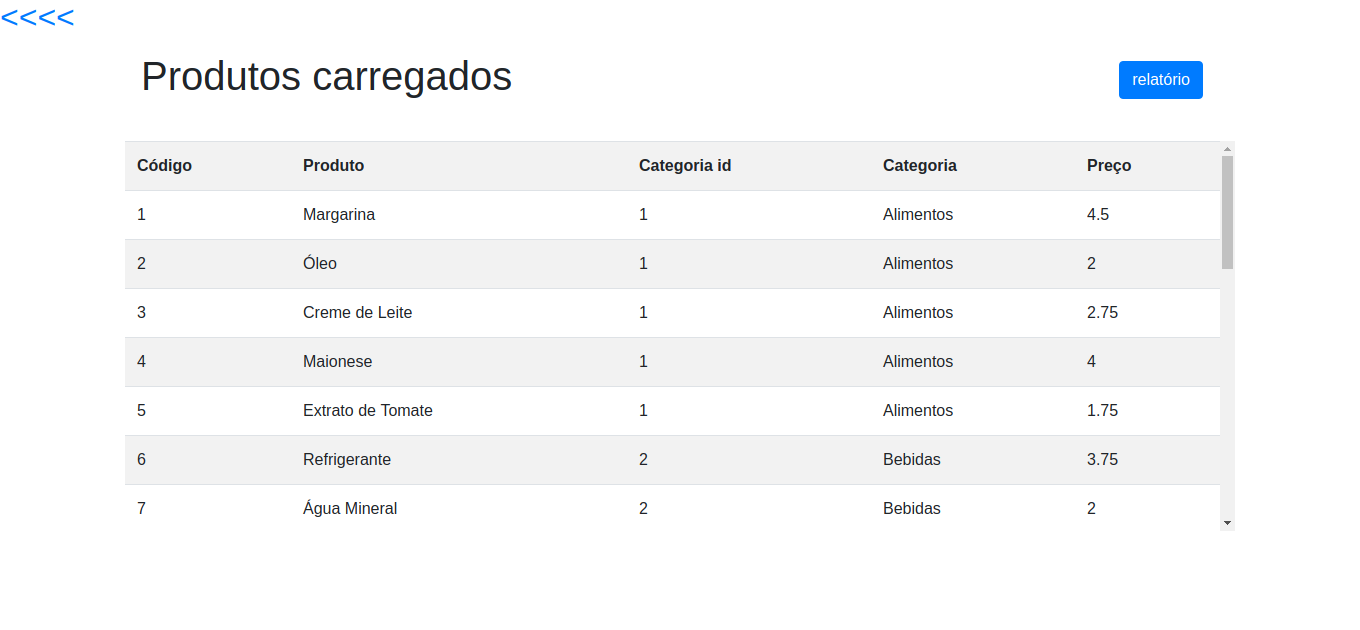 <<<<
Produtos carregados
relatório
Código Produto Categoria id Categoria Preço
1 Margarina 1 Alimentos 4.5
2 Óleo 1 Alimentos 2
3 Creme de Leite 1 Alimentos 2.75
4 Maionese 1 Alimentos 4
5 Extrato de Tomate 1 Alimentos 1.75
6 Refrigerante 2 Bebidas 3.75
7 Água Mineral 2 Bebidas 2